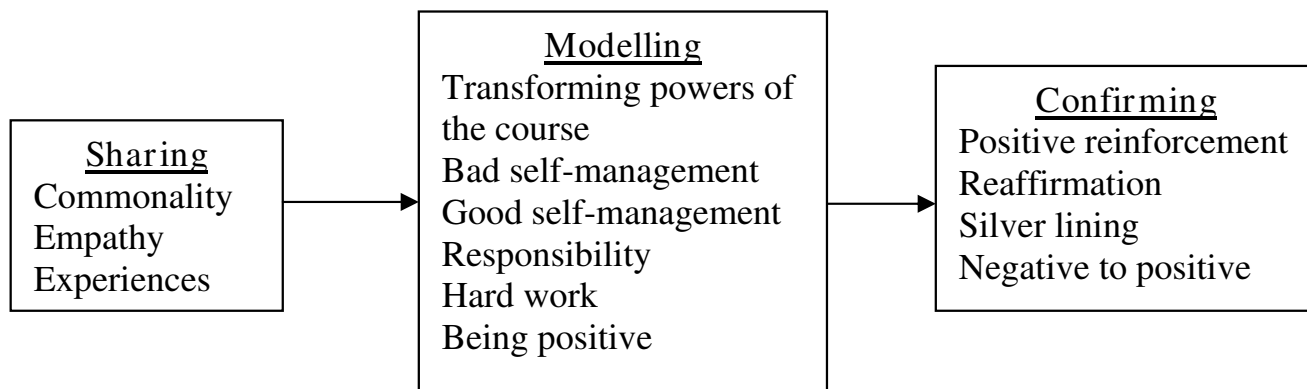 Sharing
Commonality
Empathy
Experiences
Modelling
Transforming powers of
the course
Bad self-management
Good self-management
Responsibility
Hard work
Being positive
Confirming
Positive reinforcement
Reaffirmation
Silver lining
Negative to positive